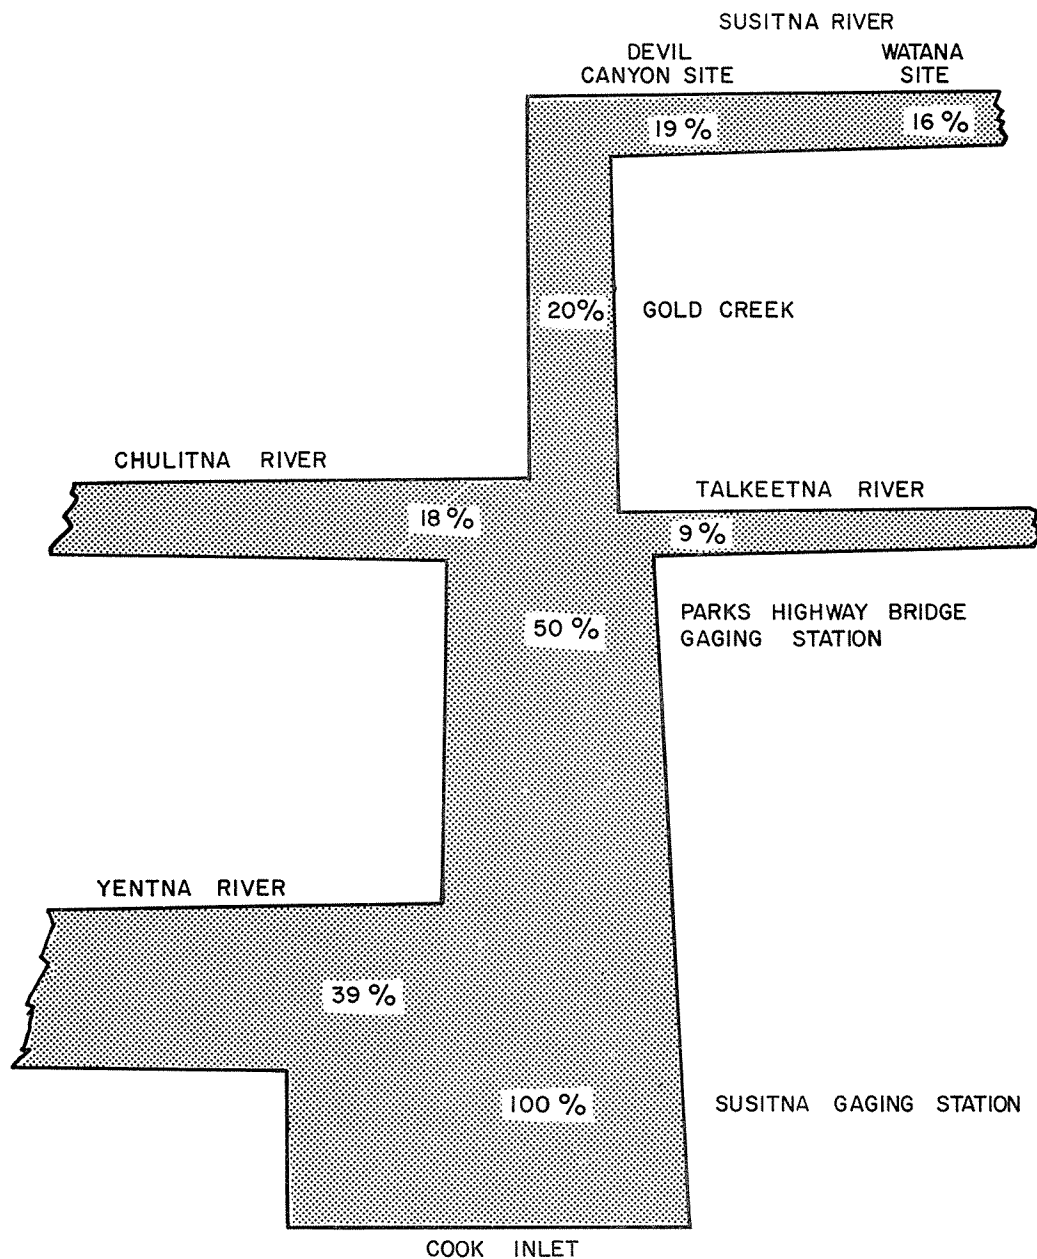 SUSITNA RIVER
DEVIL
CANYON SITE
WATANA
SITE
19 %
16 %
20%
GOLD CREEK
CHULITNA RIVER
TALKEETNA RIVER
18 %
9 %
PARKS HIGHWAY BRIDGE
GAGING STATION
50 %
YENTNA RIVER
39 %
100 %
SUSITNA GAGING STATION
COOK INLET